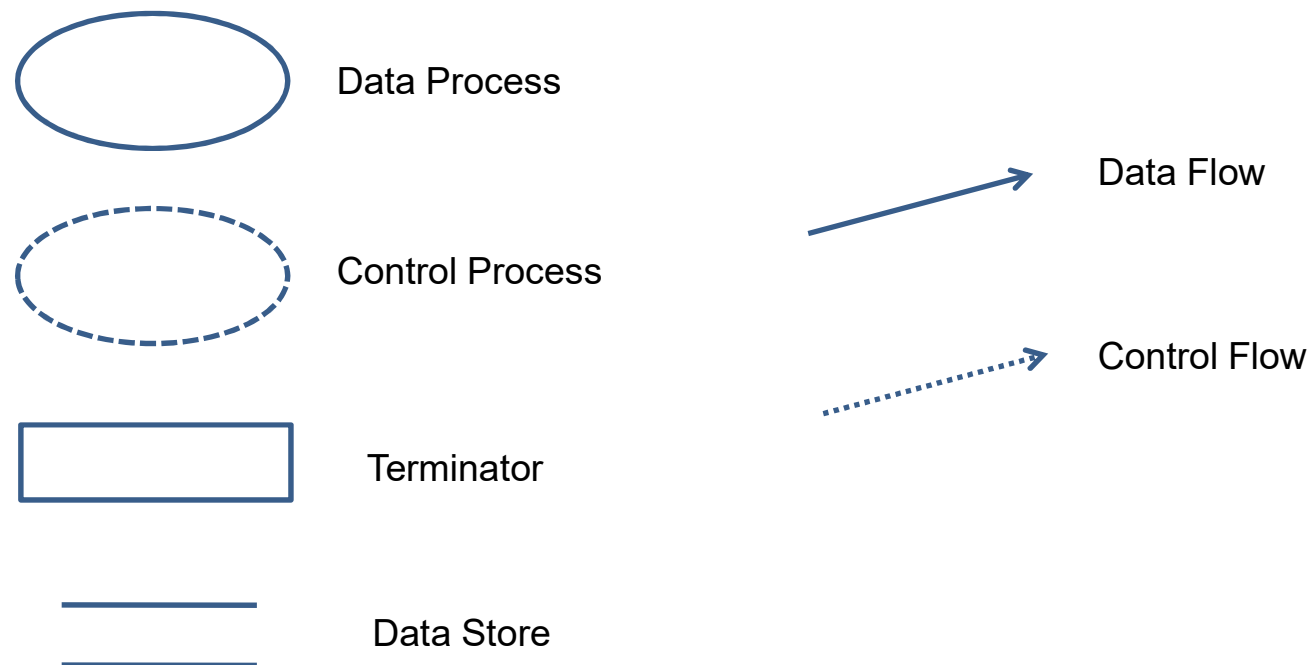 Data Process
Data Flow
Control Process
Control Flow
Terminator
Data Store